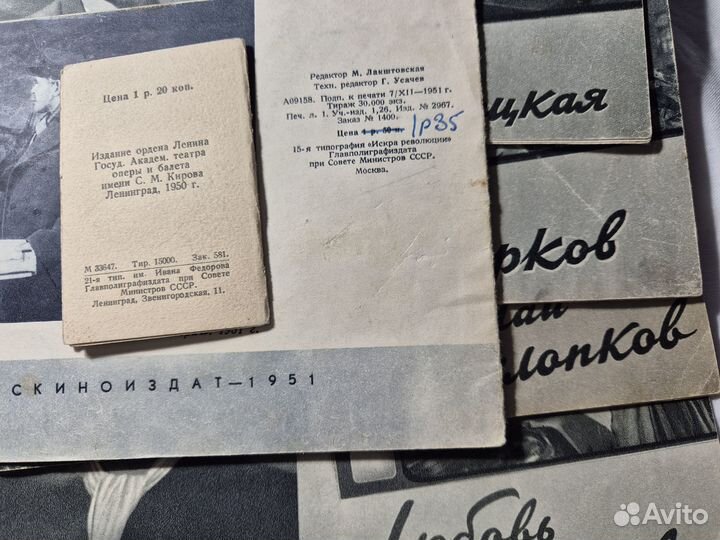 Цена 1 р. 20 коп.
Издание ордена Ленина
Госуд. Академ. театра
оперы и балета
имени С. М. Кирова
Ленинград, 1950 г.
М 33647. Тир. 15000. Зак. 581.
21-я тип. им. Ивана Федорова
Главполиграфиздата при Совете
Министров СССР.
Ленинград, Звенигородская, 11.
Редактор М. Лакштовская
Техн. редактор Г. Усачев
А09158. Подп. к печати 7/XII—1951 г.
Тираж 30.000 экз.
Печ. л. 1. Уч.-изд. 1,26. Изд. № 2967.
Заказ № 1400.
Цена 1 р. 50 к. 1р35
15-я типография «Искра революции»
Главполиграфиздата
при Совете Министров СССР.
Москва.
1951 г.
СКИНОИЗДАТ—1951
цкая
рков
лопков
Любовь
Avito